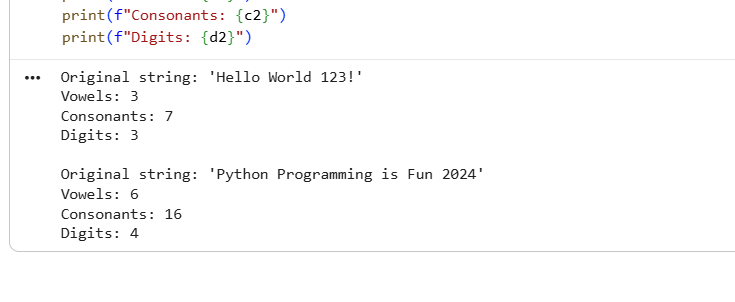 print(f"Consonants: {c2}")
print(f"Digits: {d2}")
Original string: 'Hello World 123!'
Vowels: 3
Consonants: 7
Digits: 3
Original string: 'Python Programming is Fun 2024'
Vowels: 6
Consonants: 16
Digits: 4